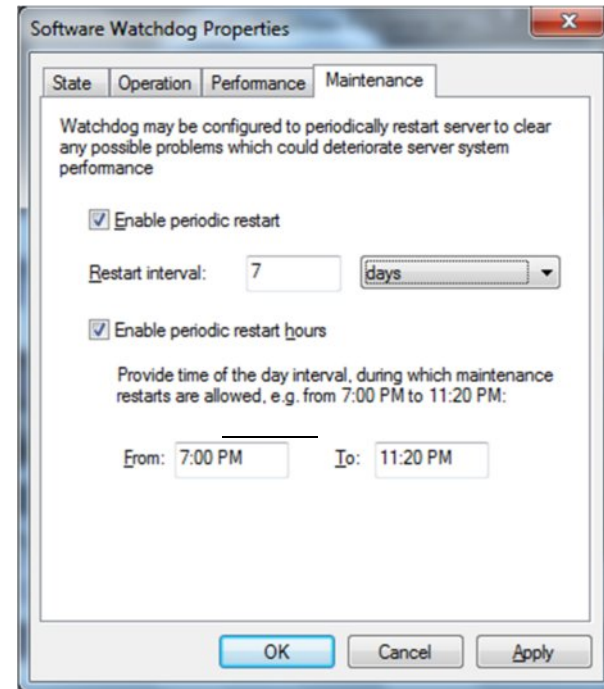 Software Watchdog Properties
State Operation Performance Maintenance
Watchdog may be configured to periodically restart server to clear
any possible problems which could deteriorate server system
performance
Enable periodic restart
Restart interval: 7 days
Enable periodic restart hours
Provide time of the day interval, during which maintenance
restarts are allowed, e.g. from 7:00 PM to 11:20 PM:
From: 7:00 PM To: 11:20 PM
OK Cancel Apply